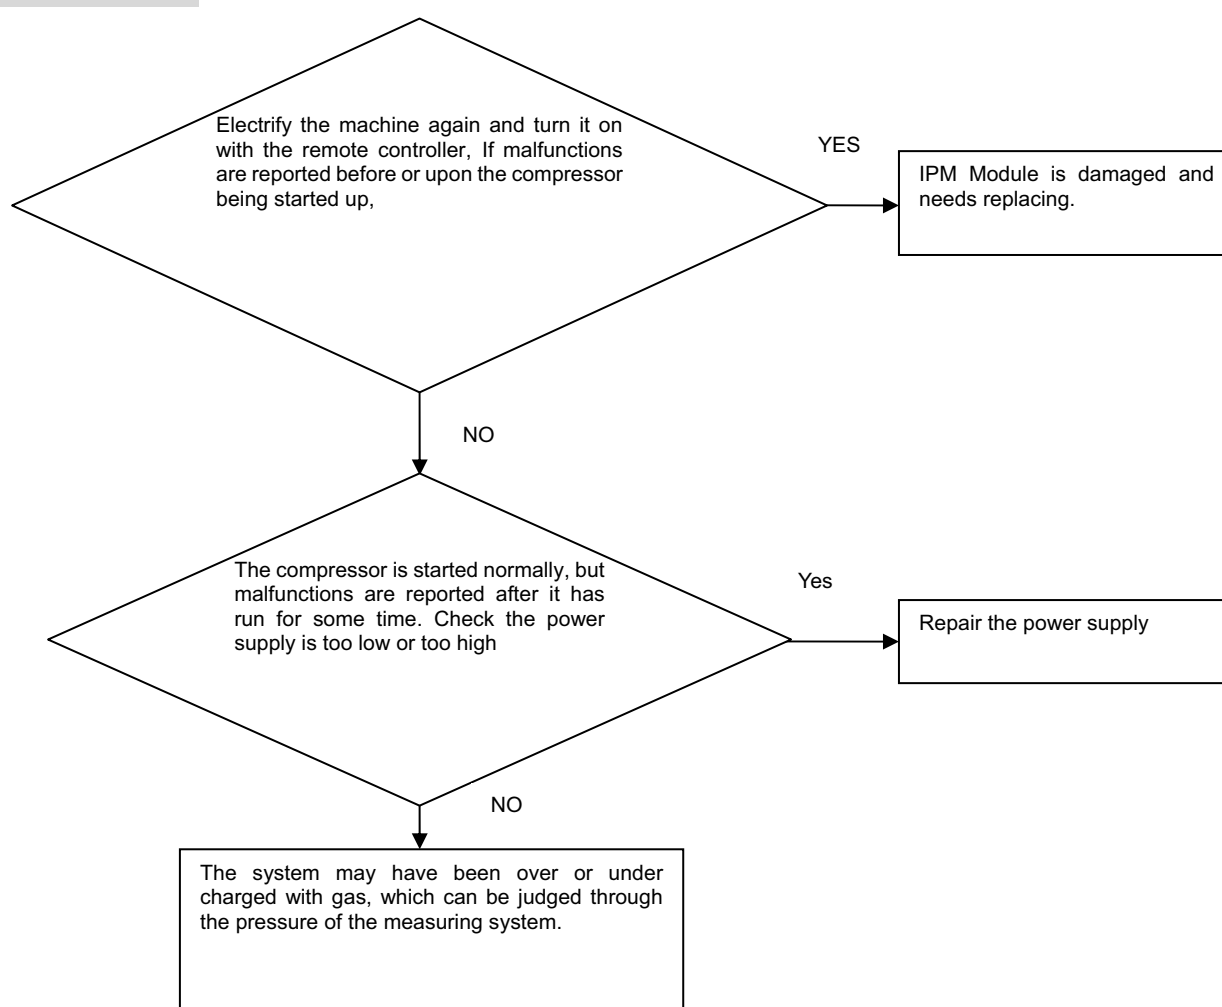 Electrify the machine again and turn it on
with the remote controller, If malfunctions
are reported before or upon the compressor
being started up,
YES
IPM Module is damaged and
needs replacing.
NO
The compressor is started normally, but
malfunctions are reported after it has
run for some time. Check the power
supply is too low or too high
Yes
Repair the power supply
NO
The system may have been over or under
charged with gas, which can be judged through
the pressure of the measuring system.